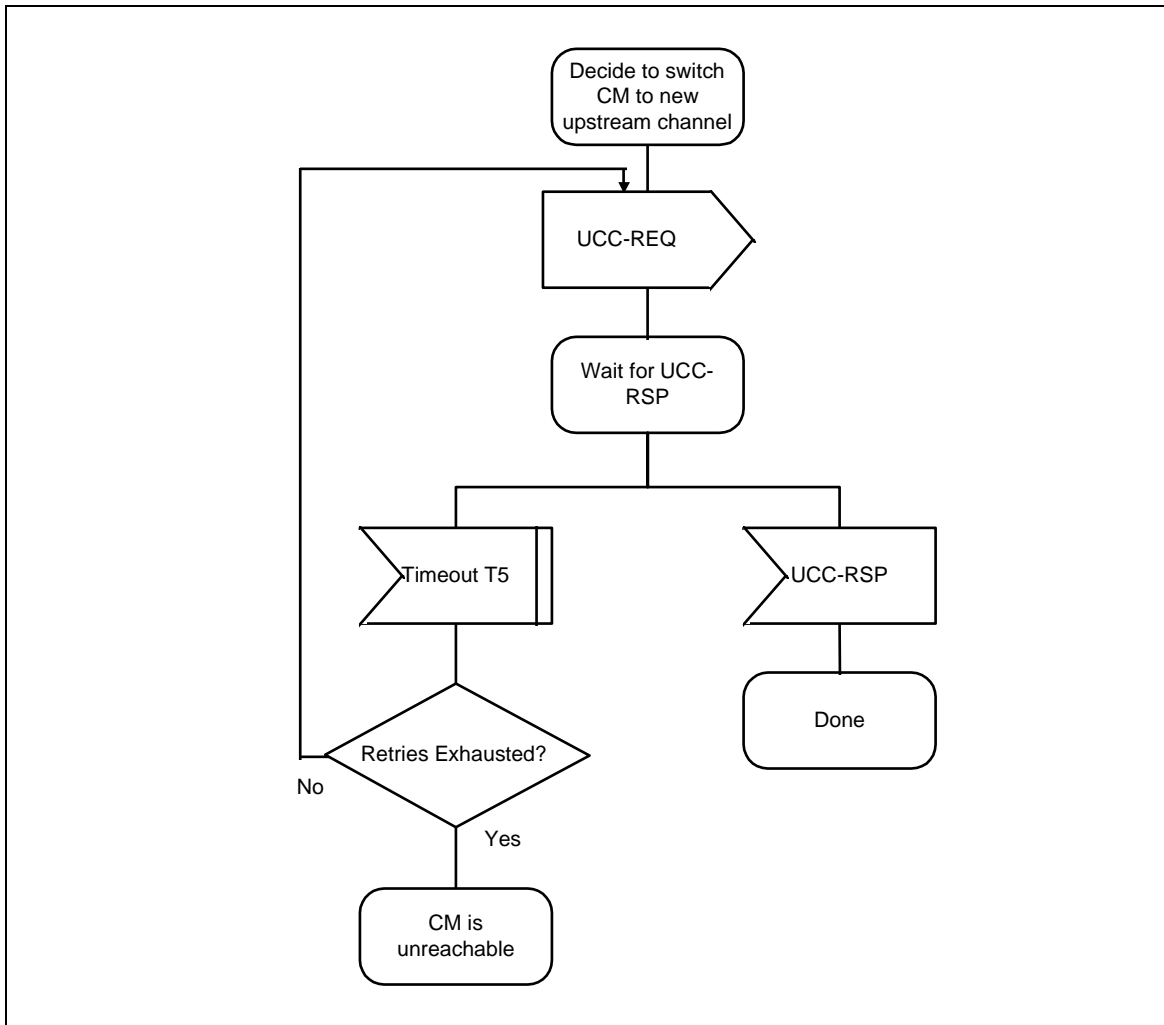 Decide to switch
CM to new
upstream channel
UCC-REQ
Wait for UCC-
RSP
Timeout T5
UCC-RSP
Retries Exhausted?
Done
No
Yes
CM is
unreachable